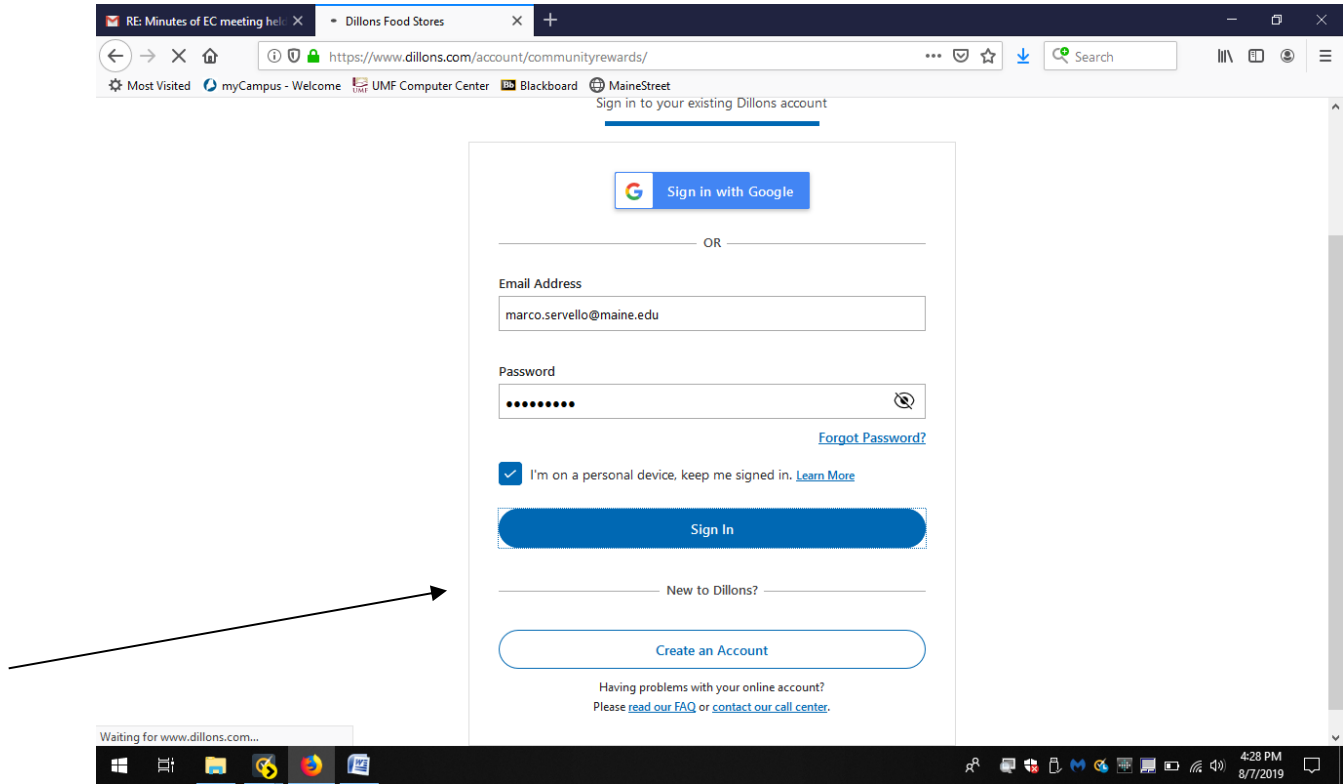 RE: Minutes of EC meeting held
Dillons Food Stores
https://www.dillons.com/account/communityrewards/
Search
Most Visited
myCampus - Welcome
UMF Computer Center
Bb Blackboard
MaineStreet
Sign in to your existing Dillons account
G Sign in with Google
OR
Email Address
marco.servello@maine.edu
Password
Forgot Password?
I'm on a personal device, keep me signed in. Learn More
Sign In
New to Dillons?
Create an Account
Having problems with your online account?
Please read our FAQ or contact our call center.
Waiting for www.dillons.com...
4:28 PM
8/7/2019